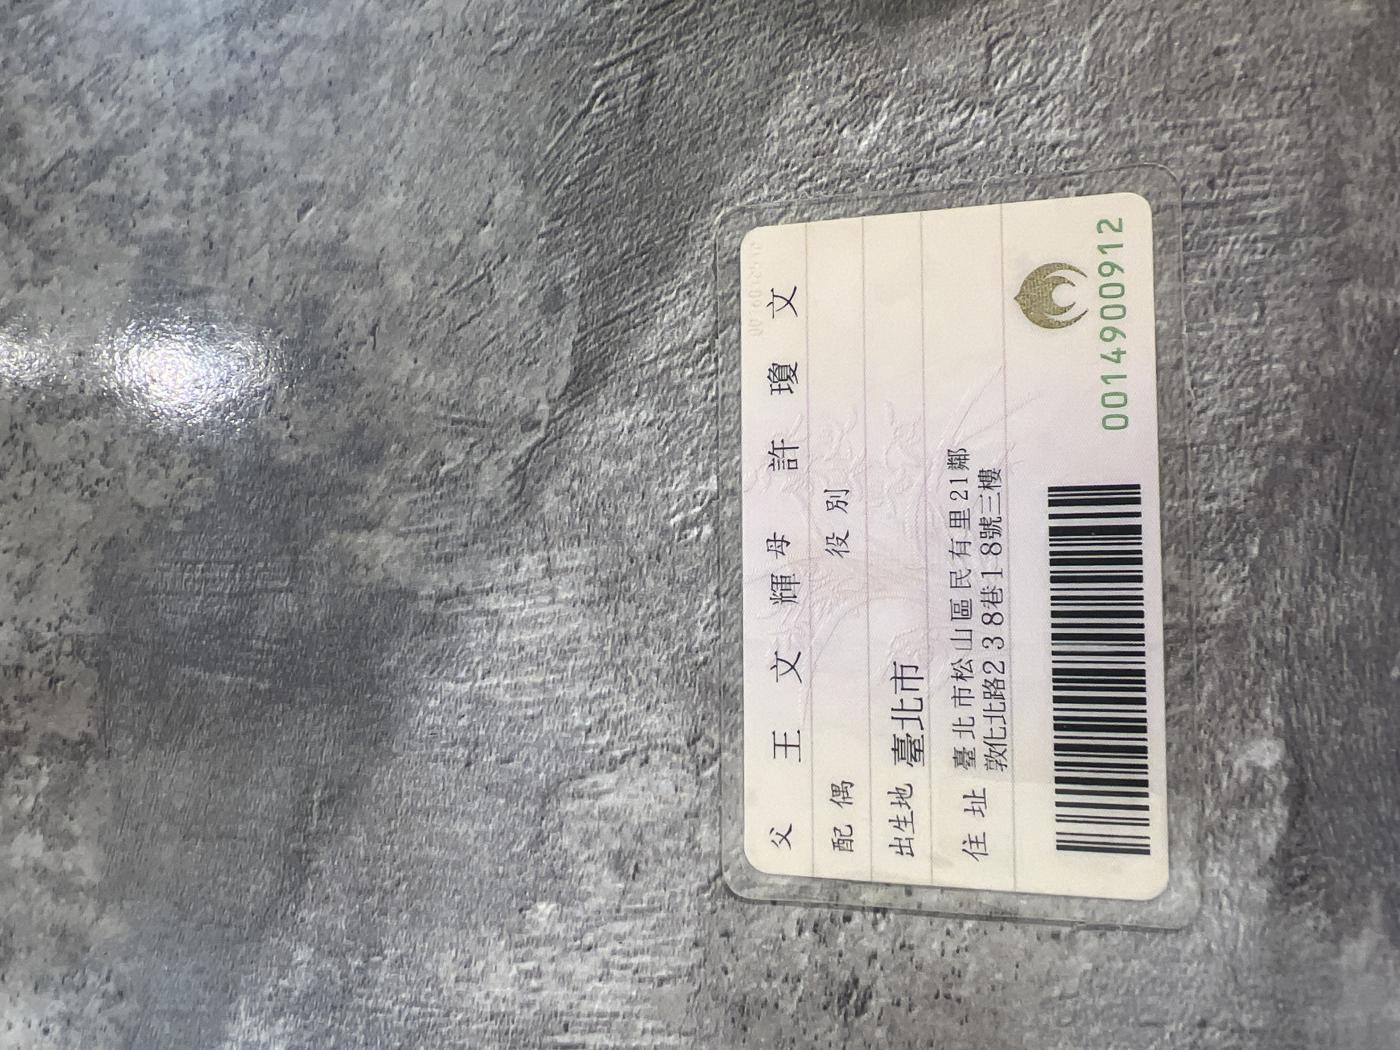 父 王文輝 母 許瓊文
配偶 役別
出生地 臺北市
住址 臺北市松山區民有里21鄰
敦化北路238巷18號三樓
0014900912